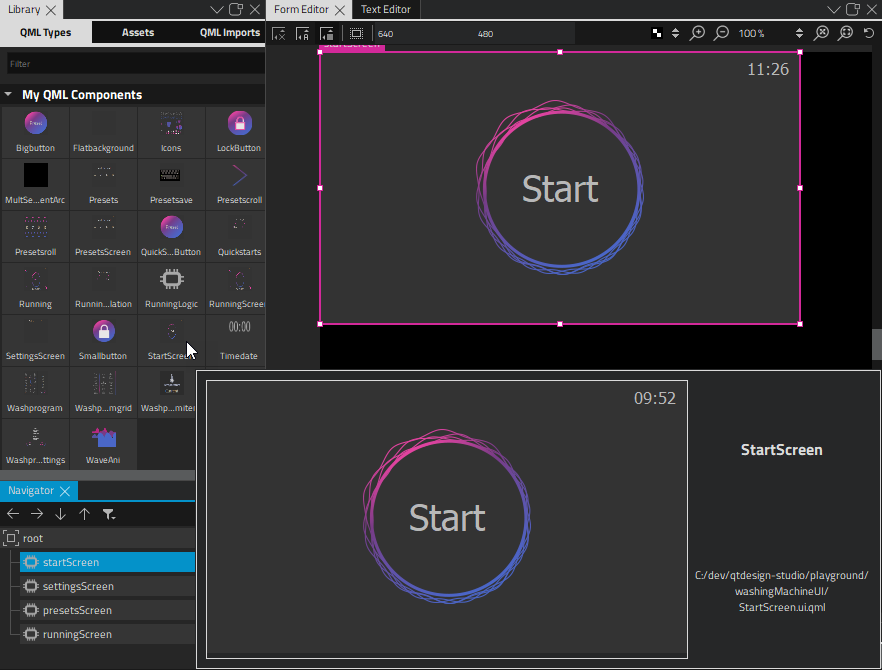 Library
Form Editor
Text Editor
QML Types
Assets
QML Imports
640
480
100 %
Filter
My QML Components
Bigbutton
Flatbackground
Icons
LockButton
MultSe...entArc
Presets
Presetsave
Presetscroll
Presetsroll
PresetsScreen
QuickS...Button
Quickstarts
Running
Runnin...lation
RunningLogic
RunningScreen
00:00
SettingsScreen
Smallbutton
StartScreen
Timedate
Washprogram
Washp...mgrid
Washp...miter
Washpr...ttings
WaveAni
startScreen
11:26
Start
09:52
Start
StartScreen
C:/dev/qtdesign-studio/playground/
washingMachineUI/
StartScreen.ui.qml
Navigator
root
startScreen
settingsScreen
presetsScreen
runningScreen